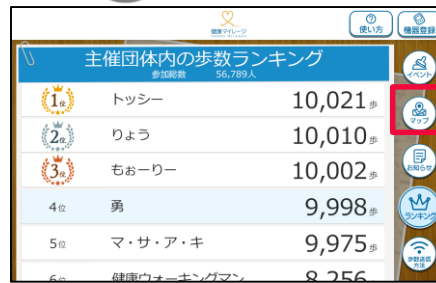 健康マイレージ
使い方
機器登録
主催団体内の歩数ランキング
参加総数 56,789人
1位 トッシー 10,021歩
2位 りょう 10,010歩
3位 もぉーりー 10,002歩
4位 勇 9,998歩
5位 マ・サ・ア・キ 9,975歩
6位 健康ウォーキングマン 8,256
イベント
マップ
お知らせ
ランキング
歩数送信
方法